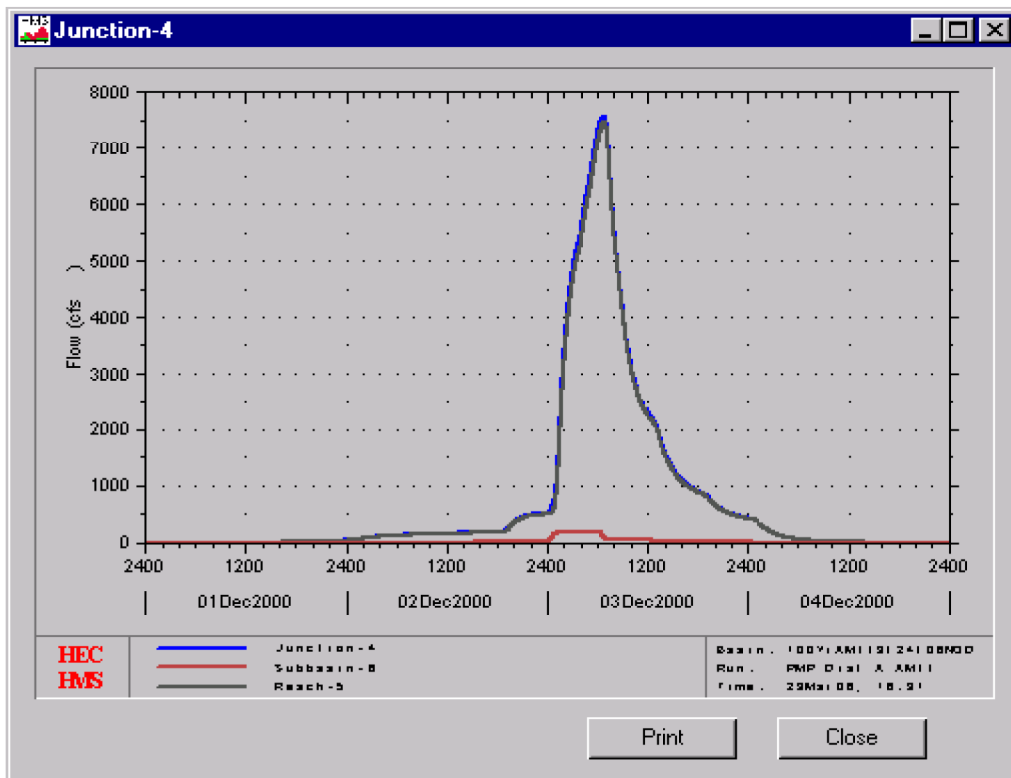 Junction-4
8000
7000
6000
5000
4000
3000
2000
1000
0
Flow (cfs )
2400 1200 2400 1200 2400 1200 2400 1200 2400
01Dec2000 02Dec2000 03Dec2000 04Dec2000
HEC
HMS
Junction-4
Subbasin-6
Reach-5
Basin.
Run. PMP
Time.
Print Close